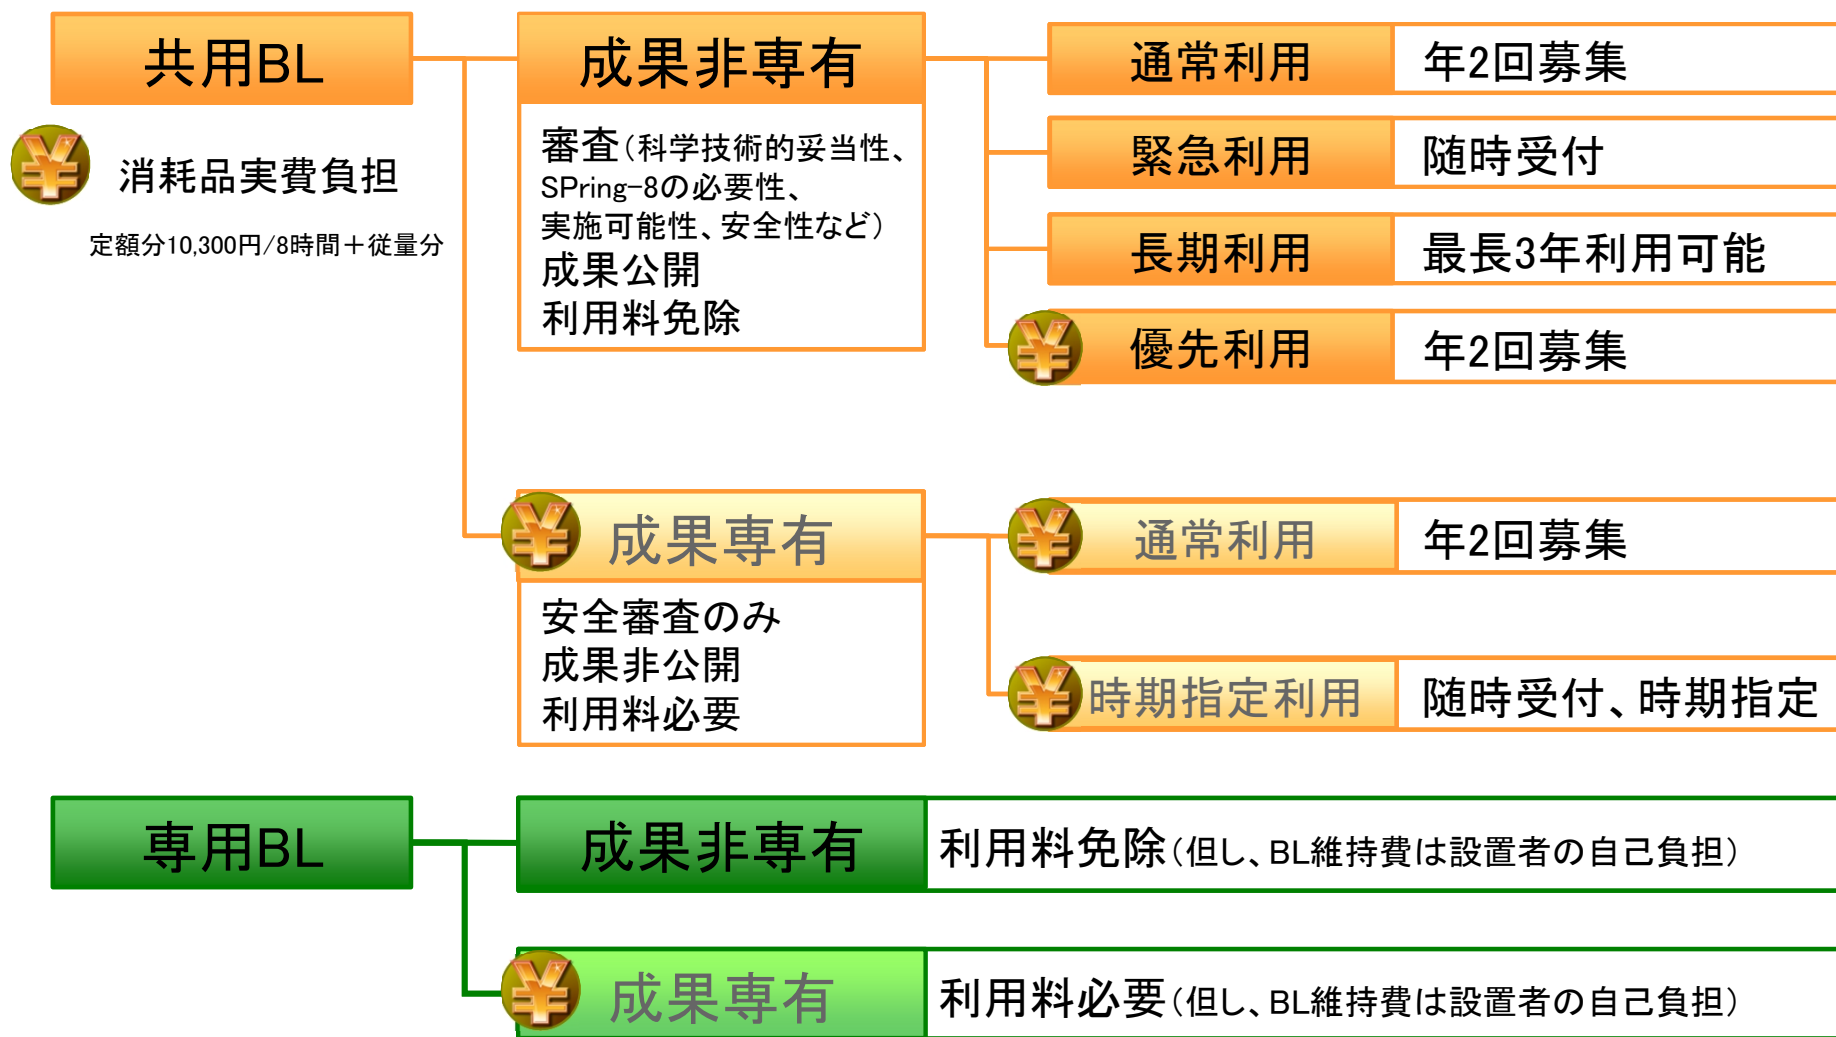 共用BL
消耗品実費負担
定額分10,300円/8時間＋従量分
成果非専有
審査（科学技術的妥当性、
SPring-8の必要性、
実施可能性、安全性など）
成果公開
利用料免除
通常利用 年2回募集
緊急利用 随時受付
長期利用 最長3年利用可能
¥ 優先利用 年2回募集
¥ 成果専有
安全審査のみ
成果非公開
利用料必要
¥ 通常利用 年2回募集
¥ 時期指定利用 随時受付、時期指定
専用BL
成果非専有 利用料免除（但し、BL維持費は設置者の自己負担）
¥ 成果専有 利用料必要（但し、BL維持費は設置者の自己負担）